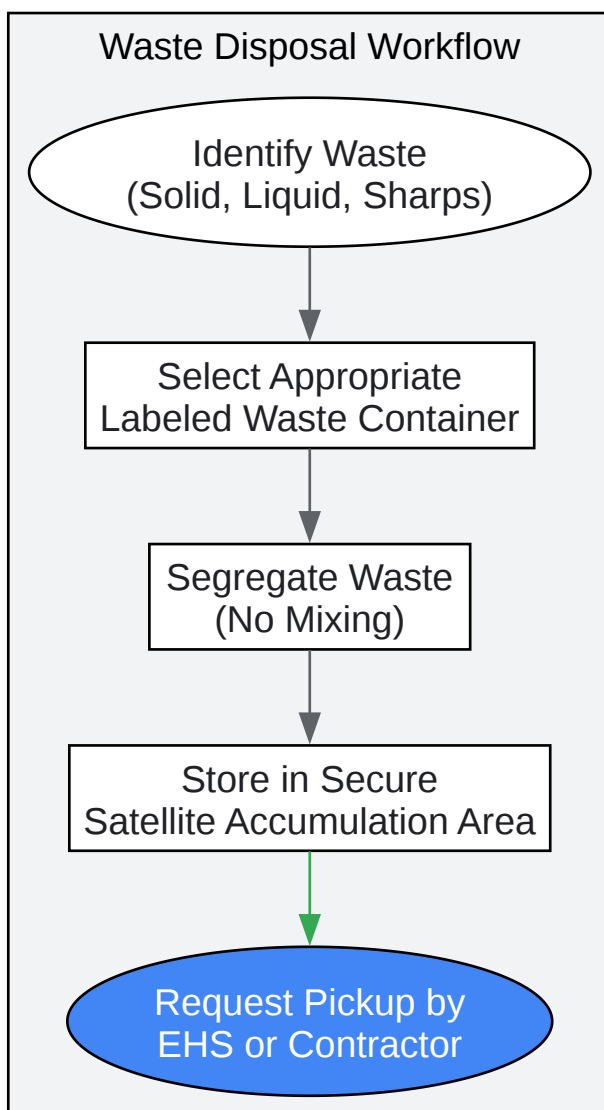 Waste Disposal Workflow
Identify Waste
(Solid, Liquid, Sharps)
Select Appropriate
Labeled Waste Container
Segregate Waste
(No Mixing)
Store in Secure
Satellite Accumulation Area
Request Pickup by
EHS or Contractor